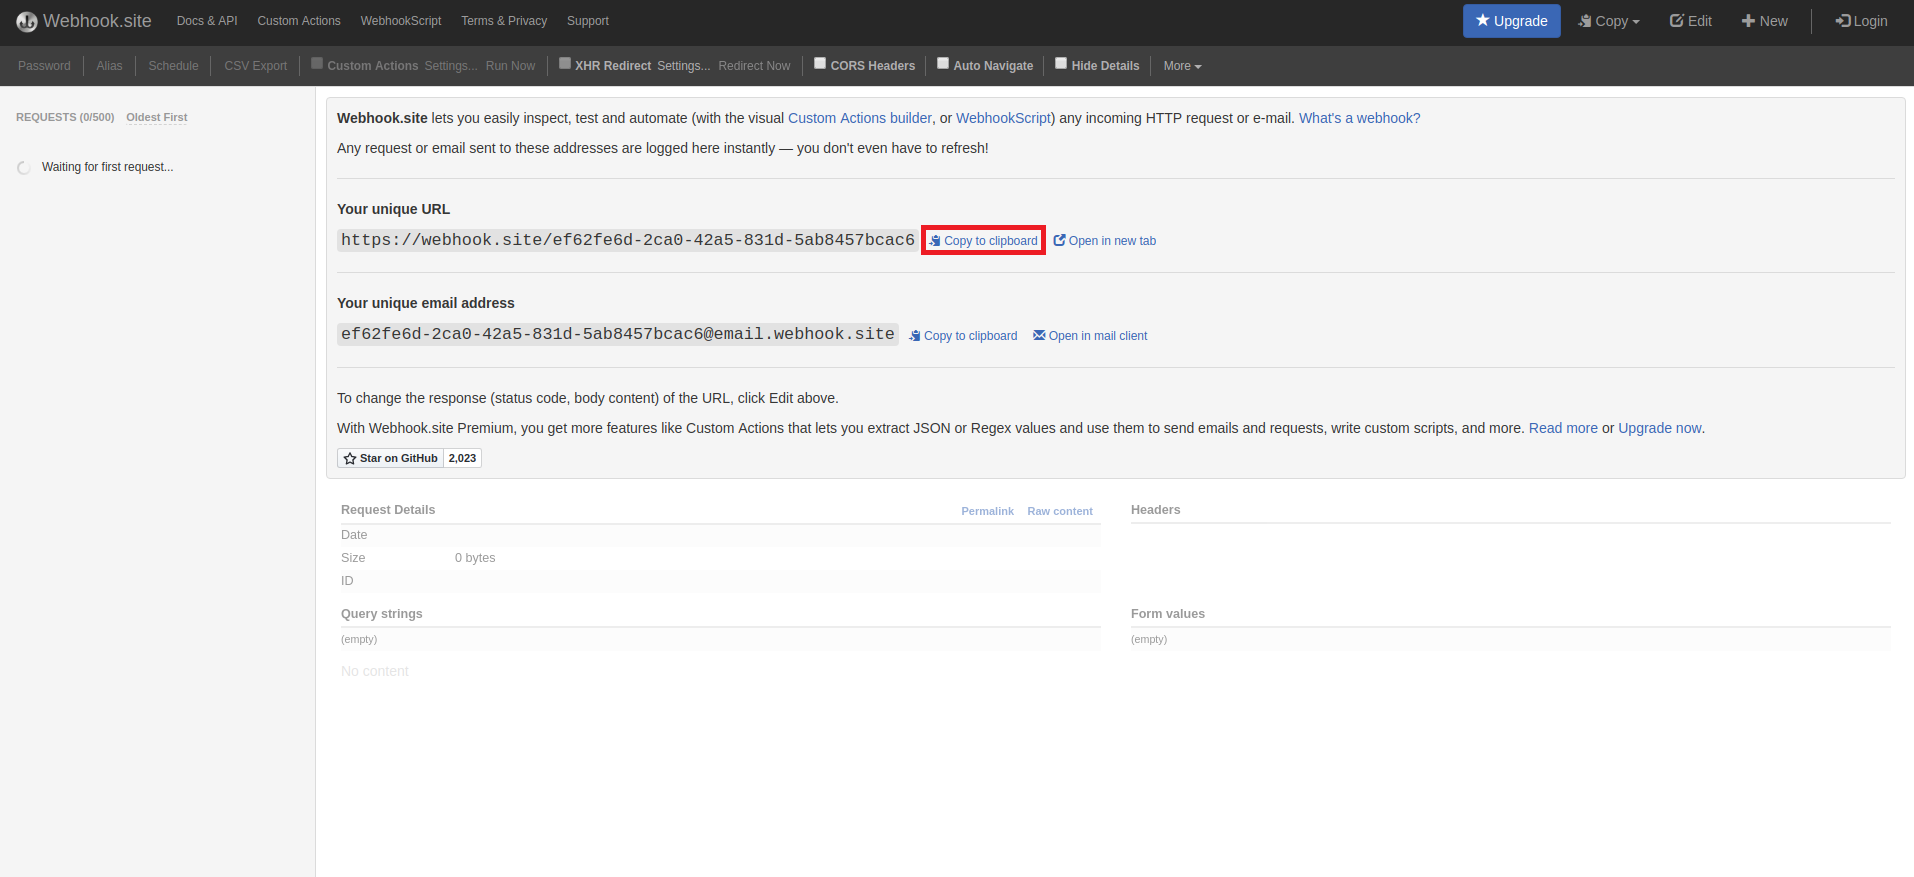 Webhook.site Docs & API Custom Actions WebhookScript Terms & Privacy Support Upgrade Copy Edit New Login
Password Alias Schedule CSV Export Custom Actions Settings... Run Now XHR Redirect Settings... Redirect Now CORS Headers Auto Navigate Hide Details More
REQUESTS (0/500) Oldest First
Waiting for first request...
Webhook.site lets you easily inspect, test and automate (with the visual Custom Actions builder, or WebhookScript) any incoming HTTP request or e-mail. What's a webhook?
Any request or email sent to these addresses are logged here instantly — you don't even have to refresh!
Your unique URL
https://webhook.site/ef62fe6d-2ca0-42a5-831d-5ab8457bcac6 Copy to clipboard Open in new tab
Your unique email address
ef62fe6d-2ca0-42a5-831d-5ab8457bcac6@email.webhook.site Copy to clipboard Open in mail client
To change the response (status code, body content) of the URL, click Edit above.
With Webhook.site Premium, you get more features like Custom Actions that lets you extract JSON or Regex values and use them to send emails and requests, write custom scripts, and more. Read more or Upgrade now.
Star on GitHub 2,023
Request Details Permalink Raw content
Date
Size 0 bytes
ID
Headers
Query strings
(empty)
Form values
(empty)
No content